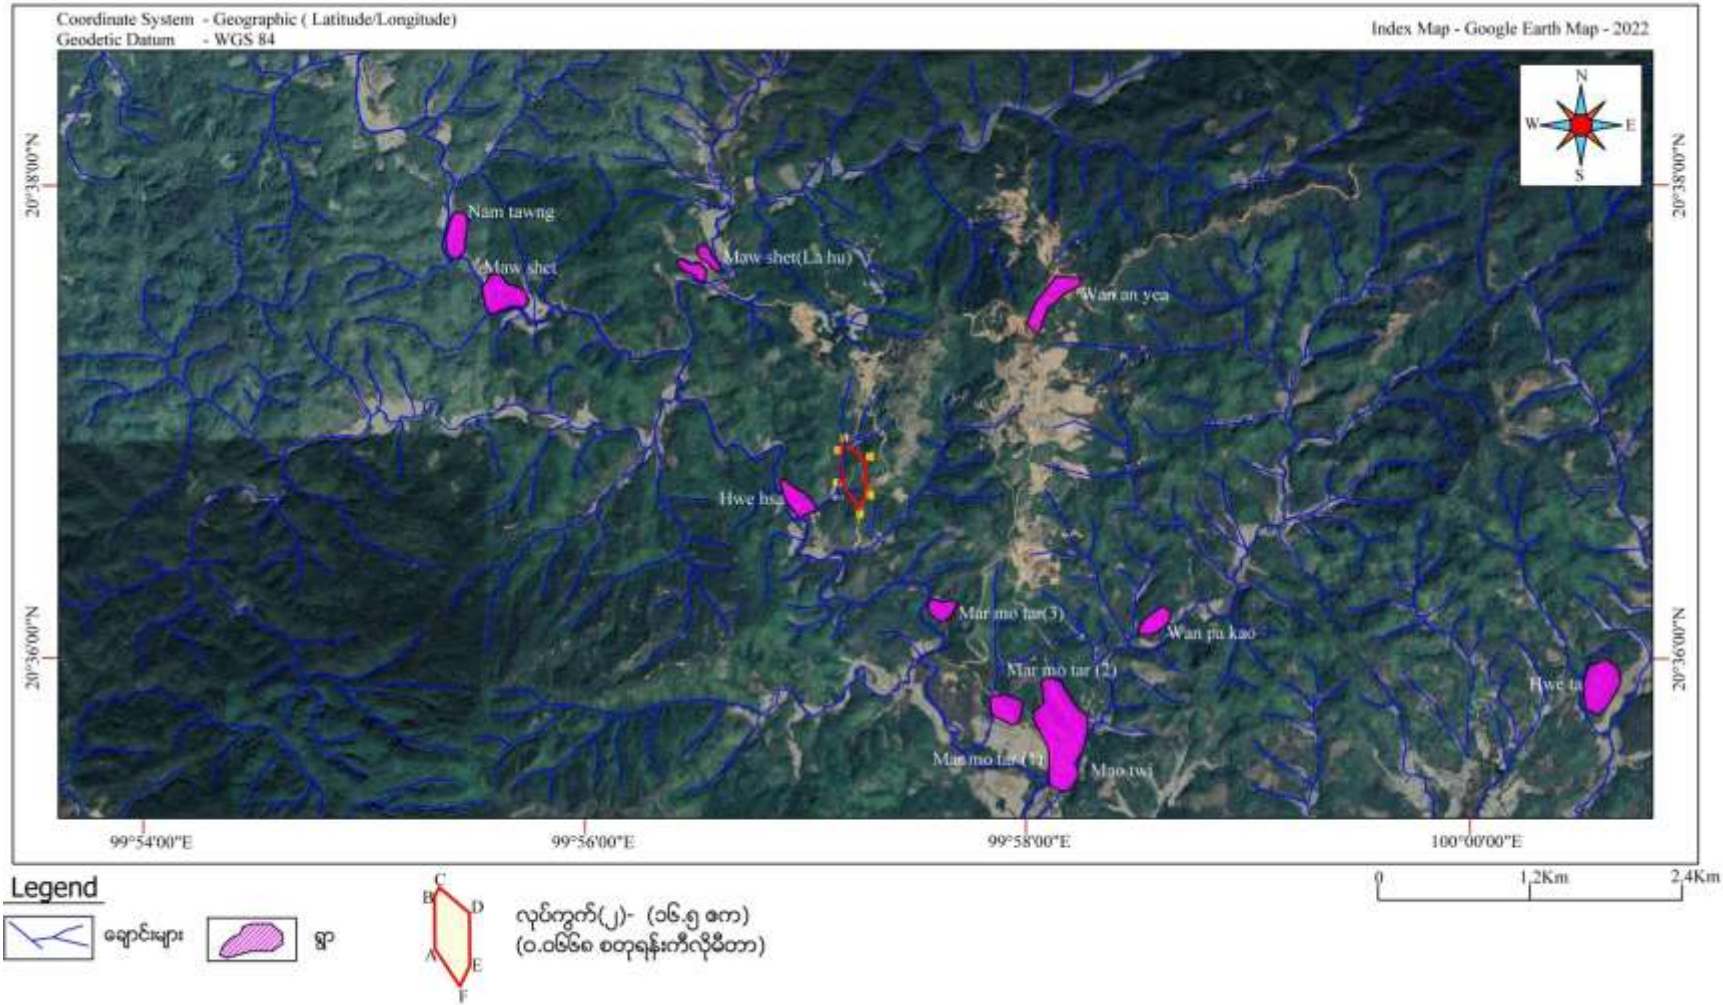 Coordinate System - Geographic ( Latitude/Longitude)
Geodetic Datum - WGS 84
Index Map - Google Earth Map - 2022
N
W E
S
20°38'00"N
20°38'00"N
Nam tawng
Maw shet
Maw shet(La hu)
Wan an yea
Hwe hsa
Mar mo tar(3)
Wan pa kao
20°36'00"N
20°36'00"N
Mar mo tar (2)
Hwe ta
Mar mo tar (1)
Mao twi
99°54'00"E
99°56'00"E
99°58'00"E
100°00'00"E
0 1.2Km 2.4Km
Legend
ချောင်းများ
ရွာ
C
B
D
A
E
F
လုပ်ကွက်(၂)- (၁၆.၅ ဧက)
(၀.၀၆၆၈ စတုရန်းကီလိုမီတာ)